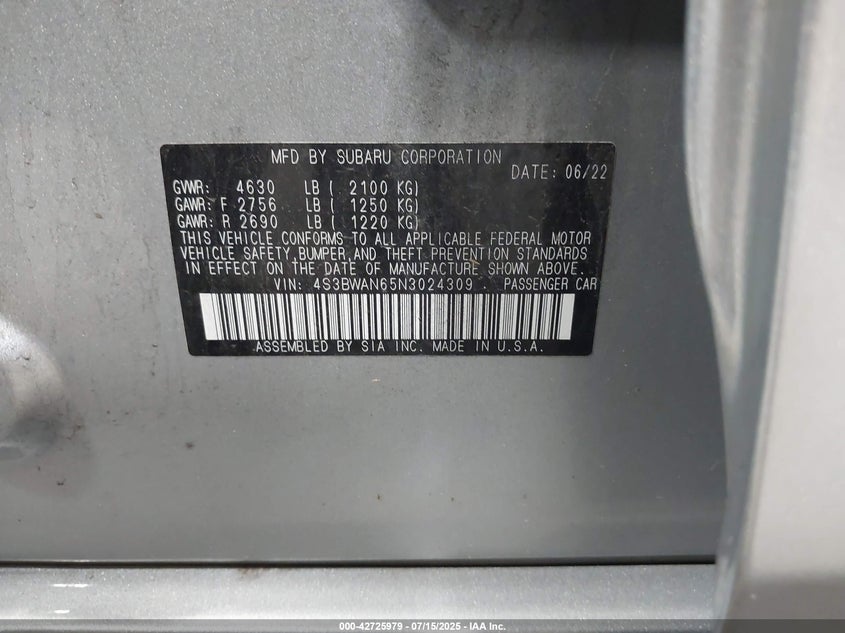 MFD BY SUBARU CORPORATION
DATE: 06/22
GVWR: 4630 LB ( 2100 KG)
GAWR: F 2756 LB ( 1250 KG)
GAWR: R 2690 LB ( 1220 KG)
THIS VEHICLE CONFORMS TO ALL APPLICABLE FEDERAL MOTOR
VEHICLE SAFETY,BUMPER,AND THEFT PREVENTION STANDARDS
IN EFFECT ON THE DATE OF MANUFACTURE SHOWN ABOVE.
VIN: 4S3BWAN65N3024309 . PASSENGER CAR
ASSEMBLED BY SIA INC. MADE IN U.S.A.
000-42725979 - 07/15/2025 - IAA Inc.